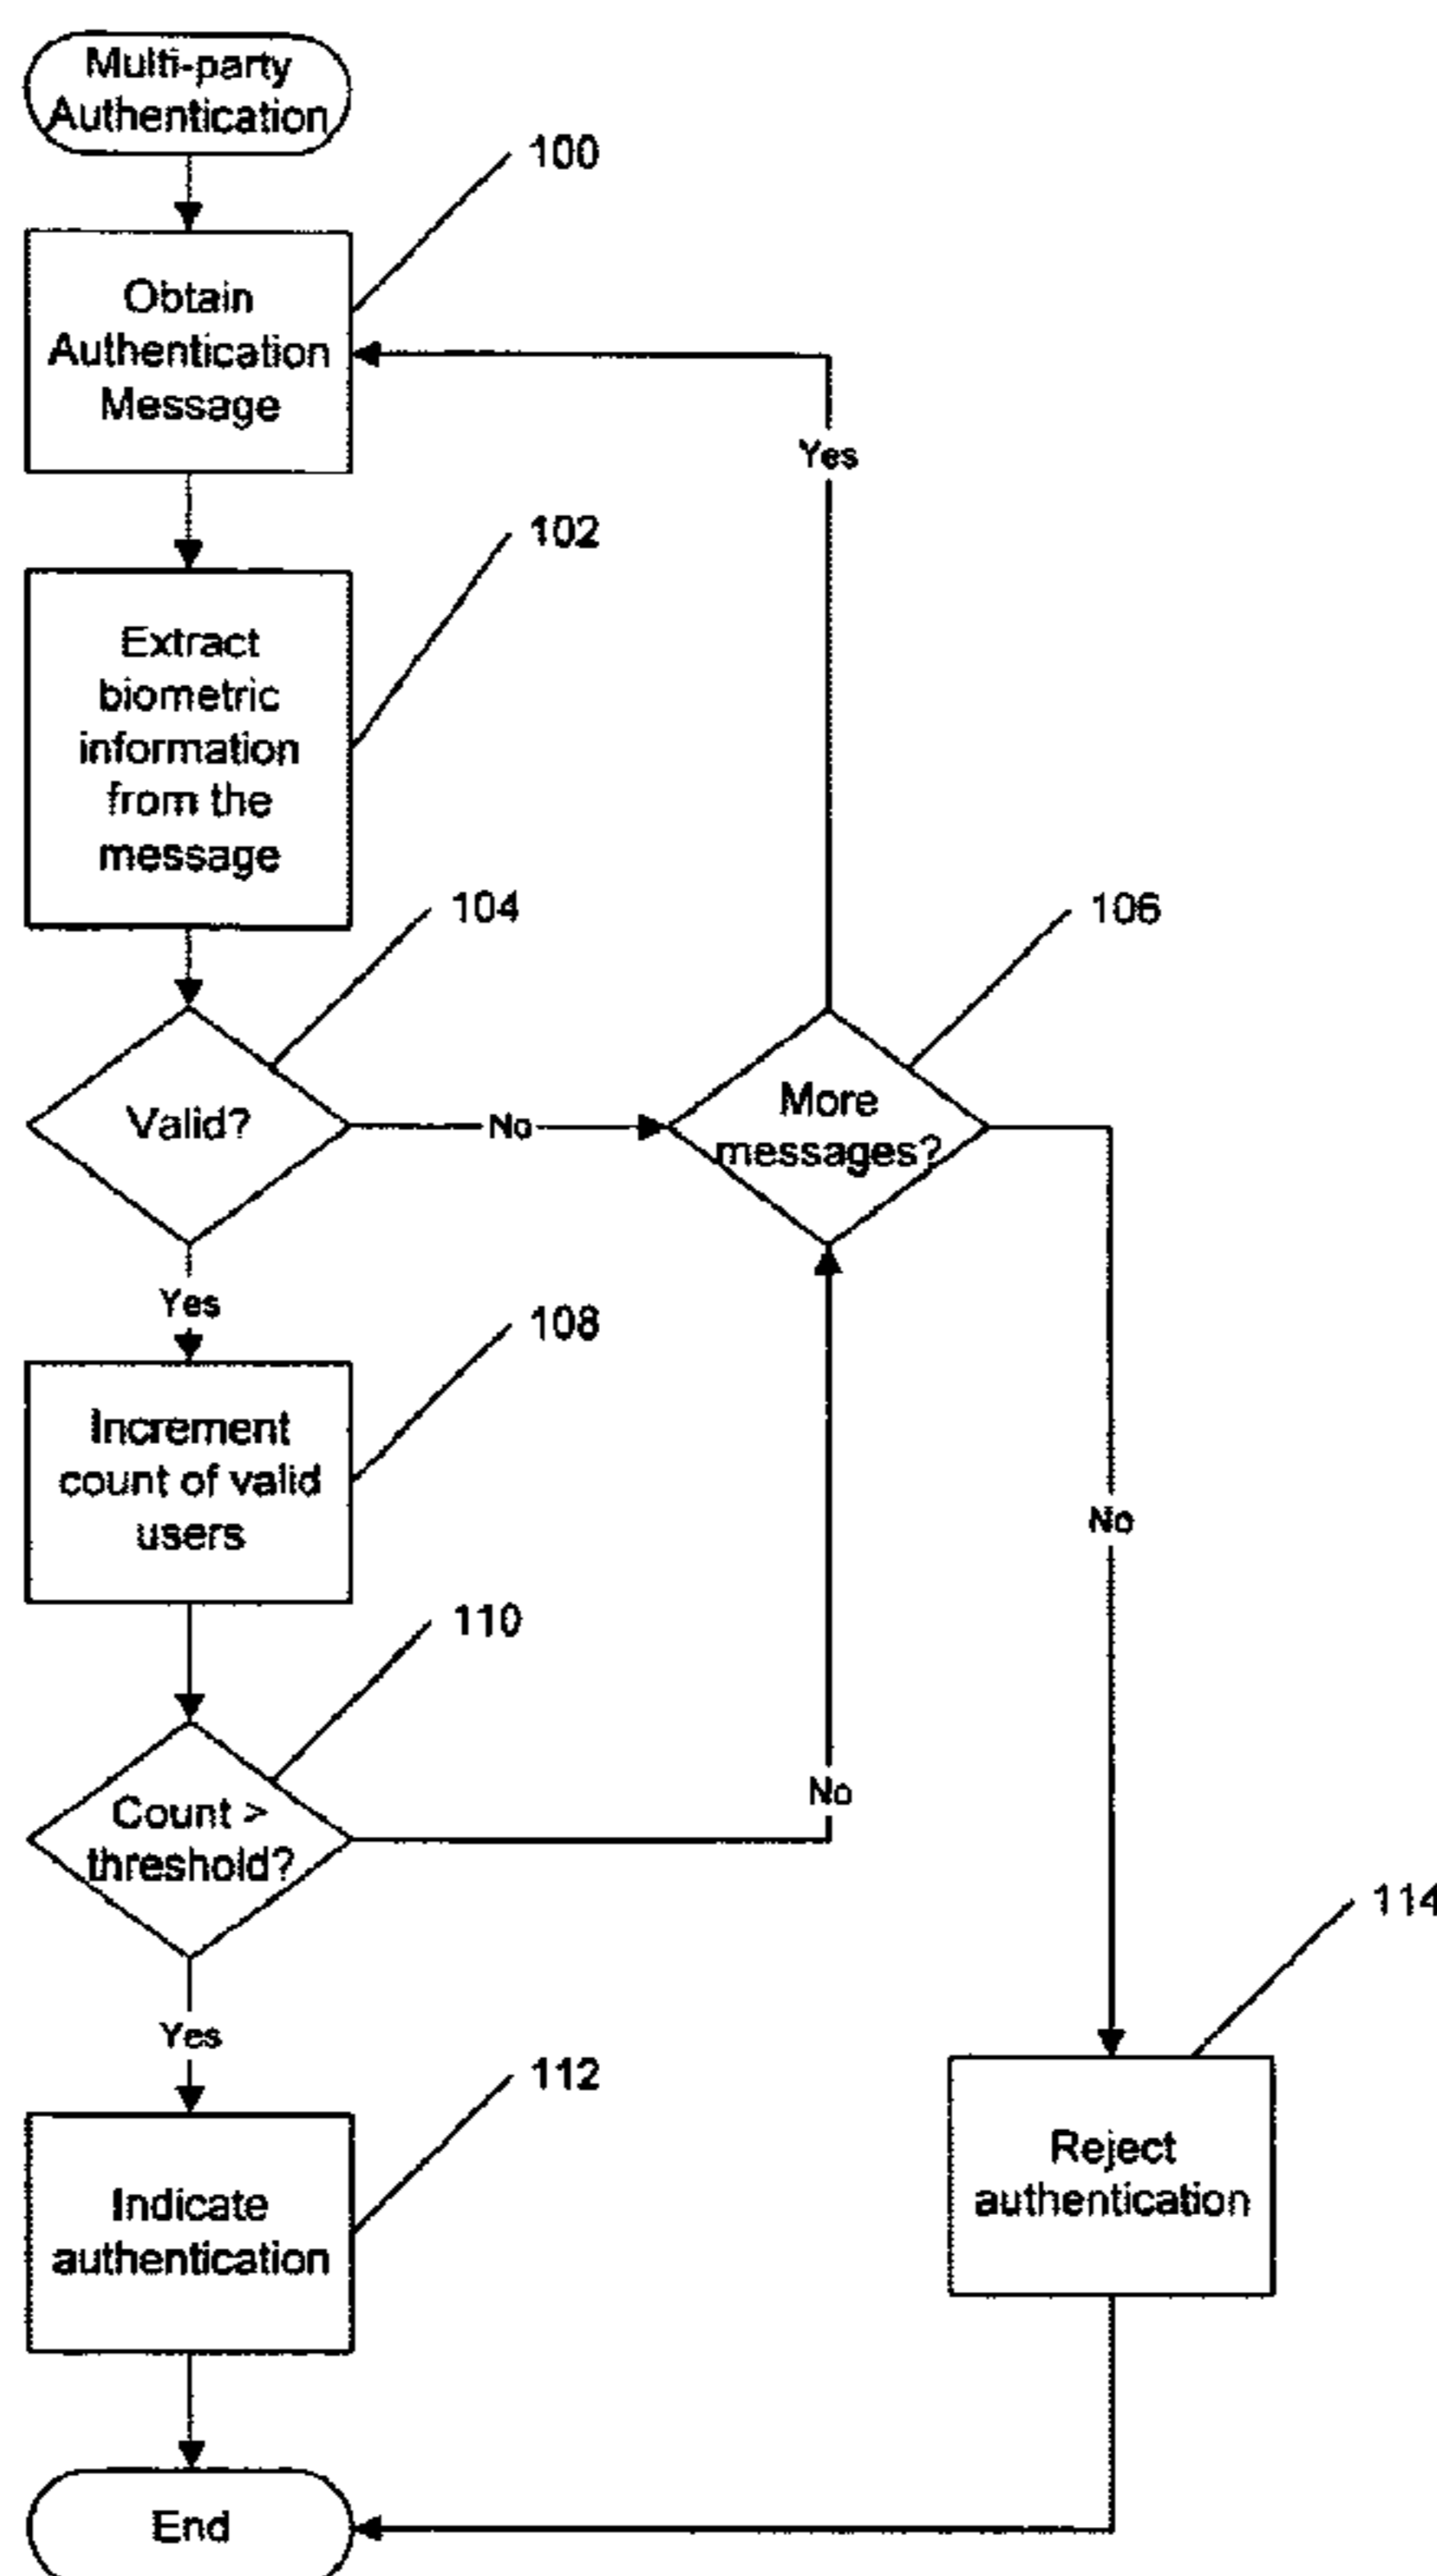 Multi-party
Authentication
100
Obtain
Authentication
Message
Yes
102
Extract
biometric
information
from the
message
104
106
Valid?
No
More
messages?
Yes
108
Increment
count of valid
users
No
110
Count >
threshold?
No
114
Yes
112
Reject
authentication
Indicate
authentication
End